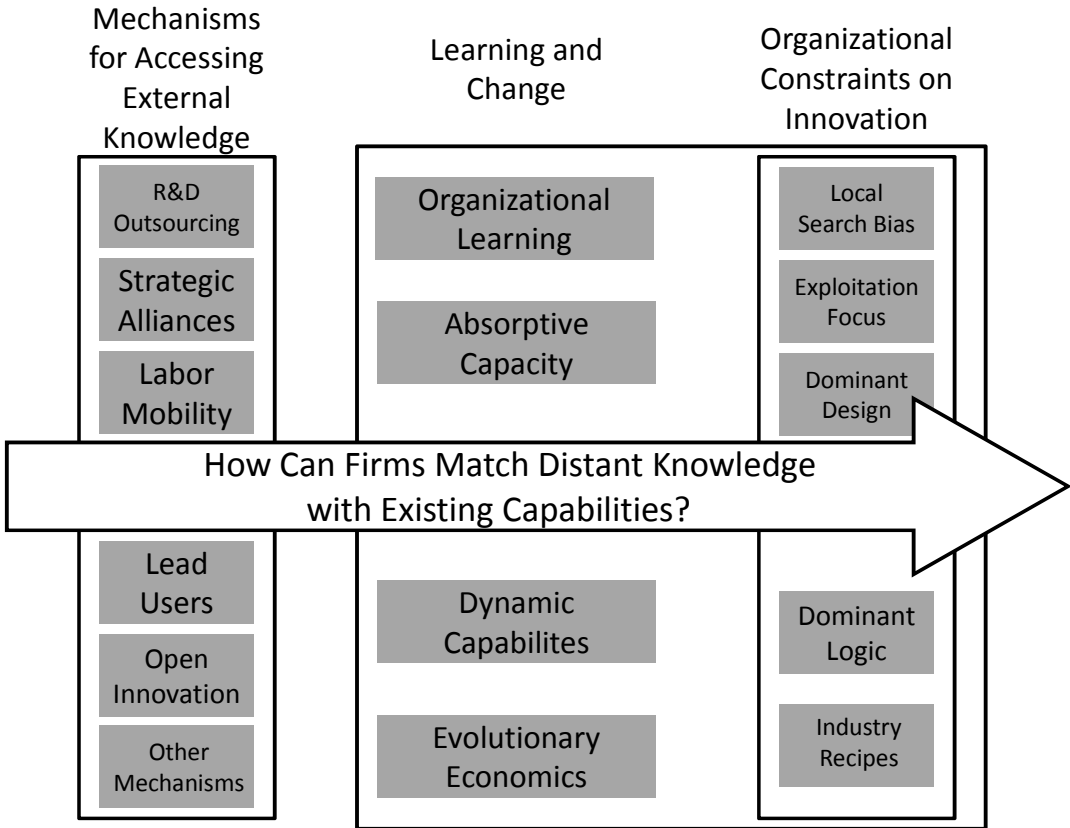 Mechanisms
for Accessing
External
Knowledge
R&D
Outsourcing
Strategic
Alliances
Labor
Mobility
Lead
Users
Open
Innovation
Other
Mechanisms
Learning and
Change
Organizational
Learning
Absorptive
Capacity
Dynamic
Capabilites
Evolutionary
Economics
Organizational
Constraints on
Innovation
Local
Search Bias
Exploitation
Focus
Dominant
Design
Dominant
Logic
Industry
Recipes
How Can Firms Match Distant Knowledge
with Existing Capabilities?